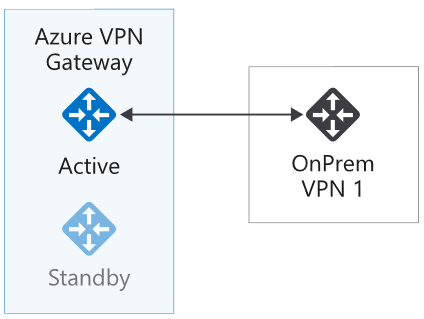 Azure VPN
Gateway
Active
Standby
OnPrem
VPN 1